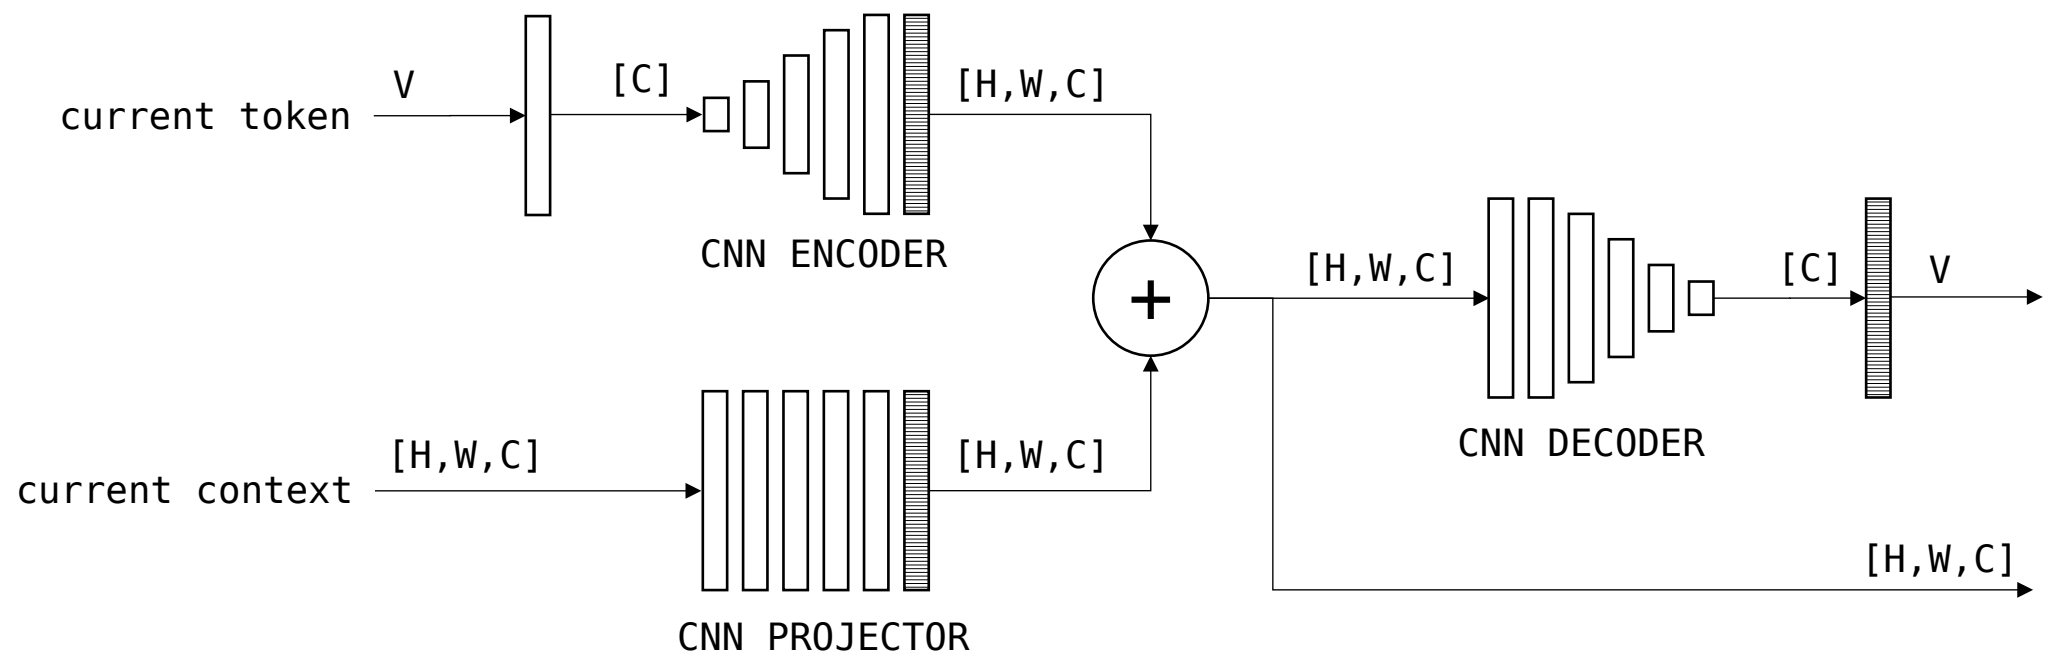 current token
V
[C]
[H,W,C]
CNN ENCODER
current context
[H,W,C]
[H,W,C]
CNN PROJECTOR
+
[H,W,C]
CNN DECODER
[C]
V
[H,W,C]